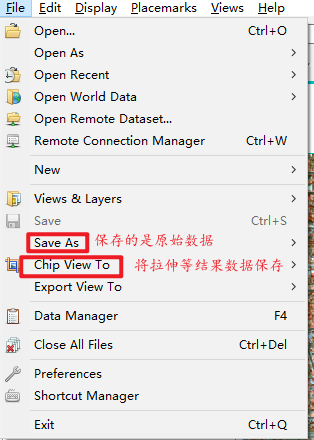 File Edit Display Placemarks Views Help
Open... Ctrl+O
Open As
Open Recent
Open World Data
Open Remote Dataset...
Remote Connection Manager Ctrl+W
New
Views & Layers
Save Ctrl+S
Save As 保存的是原始数据
Chip View To 将拉伸等结果数据保存
Export View To
Data Manager F4
Close All Files Ctrl+Del
Preferences
Shortcut Manager
Exit Ctrl+Q